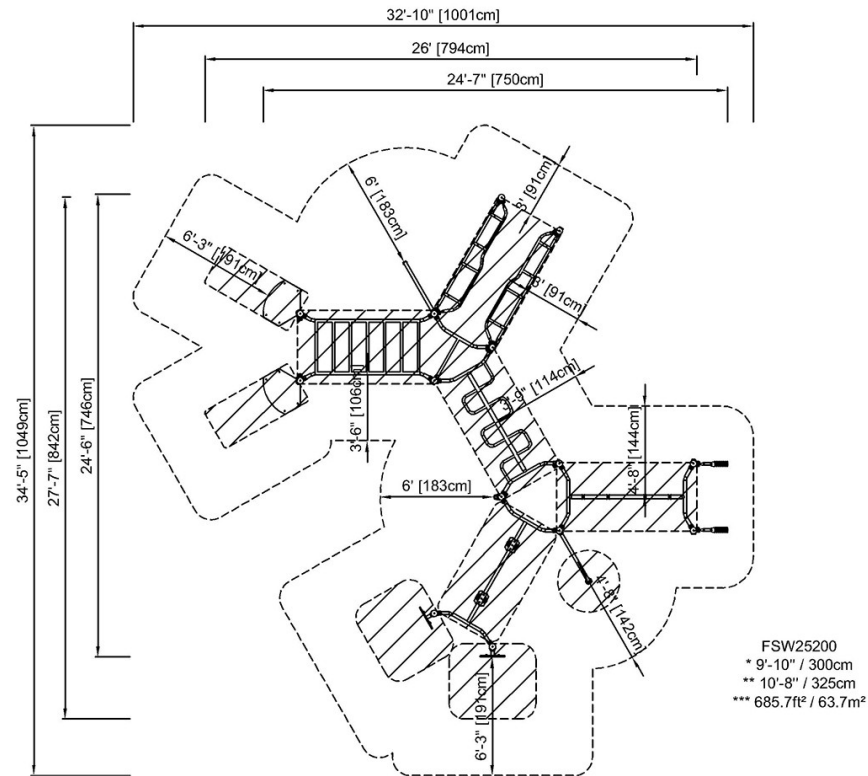 32'-10" [1001cm]
26' [794cm]
24'-7" [750cm]
34'-5" [1049cm]
27'-7" [842cm]
24'-6" [746cm]
6' [183cm]
3' [91cm]
6'-3" [191cm]
3' [91cm]
3'-9" [114cm]
3'-6" [106cm]
4'-8" [144cm]
6' [183cm]
4'-8" [142cm]
6'-3" [191cm]
FSW25200
* 9'-10" / 300cm
** 10'-8" / 325cm
*** 685.7ft² / 63.7m²